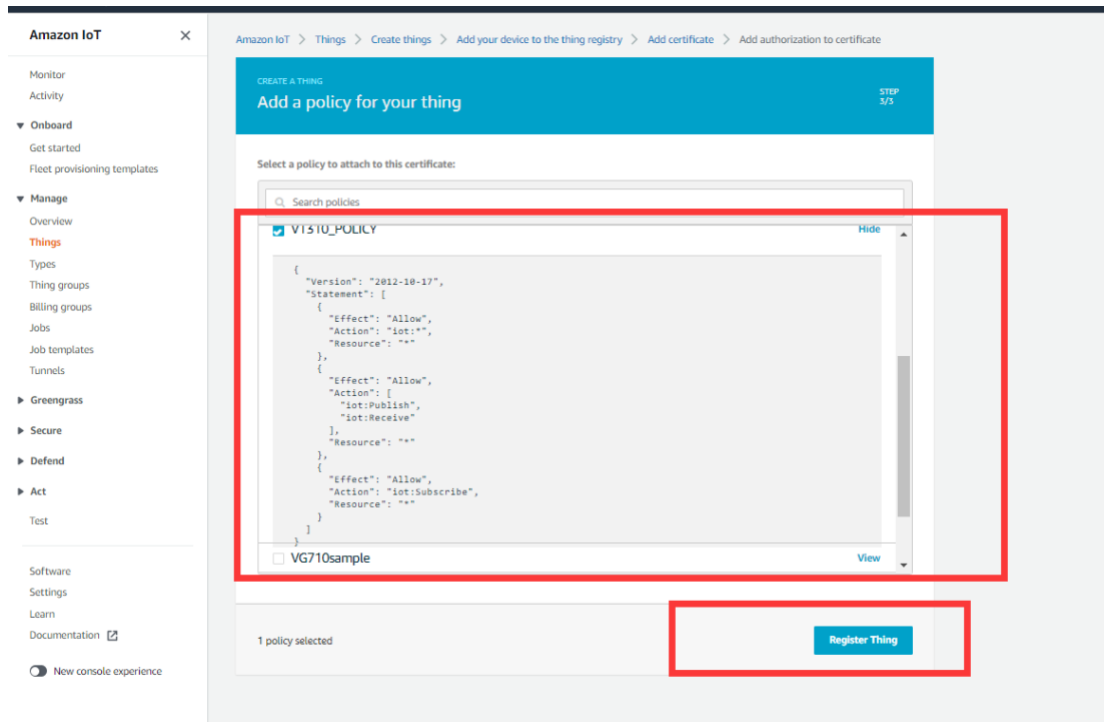 Amazon IoT
Monitor
Activity
Onboard
Get started
Fleet provisioning templates
Manage
Overview
Things
Types
Thing groups
Billing groups
Jobs
Job templates
Tunnels
Greengrass
Secure
Defend
Act
Test
Software
Settings
Learn
Documentation
New console experience
Amazon IoT > Things > Create things > Add your device to the thing registry > Add certificate > Add authorization to certificate
CREATE A THING
Add a policy for your thing
STEP
3/3
Select a policy to attach to this certificate:
Search policies
VT310_POLICY Hide
{
"Version": "2012-10-17",
"Statement": [
{
"Effect": "Allow",
"Action": "iot:*",
"Resource": "*"
},
{
"Effect": "Allow",
"Action": [
"iot:Publish",
"iot:Receive"
],
"Resource": "*"
},
{
"Effect": "Allow",
"Action": "iot:Subscribe",
"Resource": "*"
}
]
}
VG710sample View
1 policy selected
Register Thing